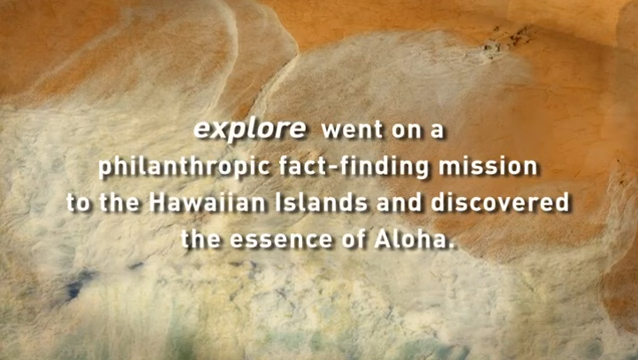 explore went on a
philanthropic fact-finding mission
to the Hawaiian Islands and discovered
the essence of Aloha.